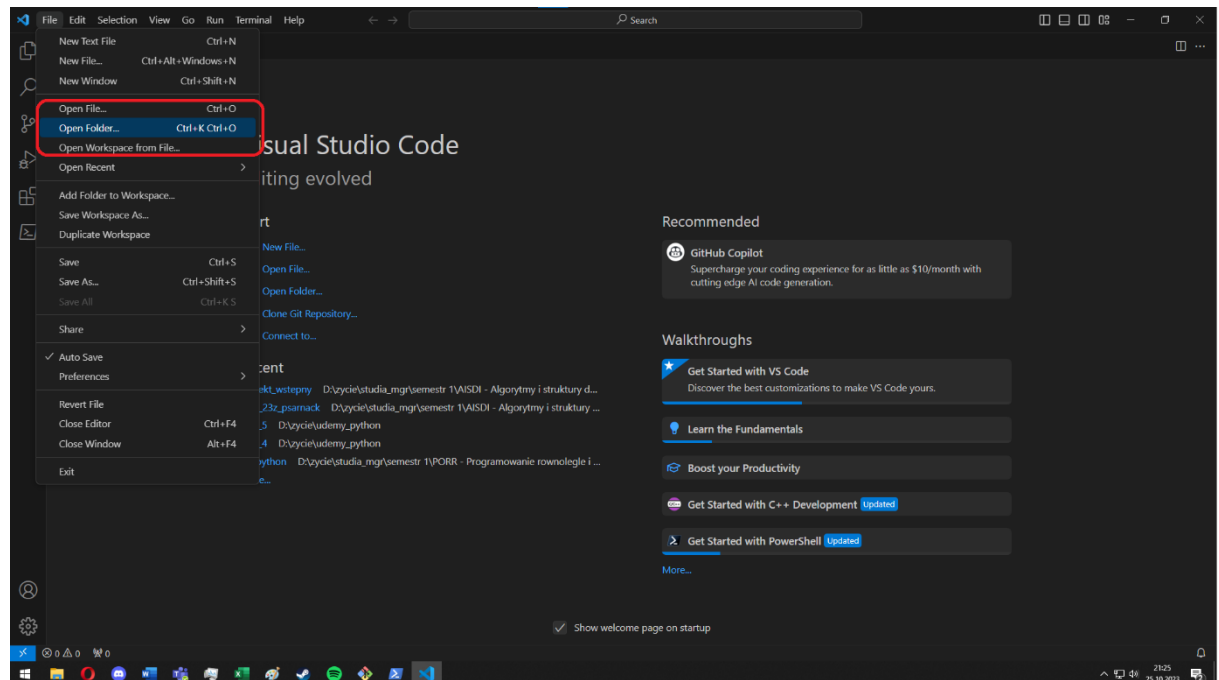 File Edit Selection View Go Run Terminal Help
Search
New Text File Ctrl+N
New File... Ctrl+Alt+Windows+N
New Window Ctrl+Shift+N
Open File... Ctrl+O
Open Folder... Ctrl+K Ctrl+O
Open Workspace from File...
Open Recent
Add Folder to Workspace...
Save Workspace As...
Duplicate Workspace
Save Ctrl+S
Save As... Ctrl+Shift+S
Save All Ctrl+K S
Share
Auto Save
Preferences
Revert File
Close Editor Ctrl+F4
Close Window Alt+F4
Exit
isual Studio Code
iting evolved
rt
New File...
Open File...
Open Folder...
Clone Git Repository...
Connect to...
cent
ekt_wstepny D:\zycie\studia_mgr\semestr 1\AISDI - Algorytmy i struktury d...
_23z_psarnack D:\zycie\studia_mgr\semestr 1\AISDI - Algorytmy i struktury ...
_5 D:\zycie\udemy_python
_4 D:\zycie\udemy_python
python D:\zycie\studia_mgr\semestr 1\PORR - Programowanie rownolegle i ...
e...
Recommended
GitHub Copilot
Supercharge your coding experience for as little as $10/month with
cutting edge AI code generation.
Walkthroughs
Get Started with VS Code
Discover the best customizations to make VS Code yours.
Learn the Fundamentals
Boost your Productivity
Get Started with C++ Development Updated
Get Started with PowerShell Updated
More...
Show welcome page on startup
0 0 0
21:25
25.10.2023